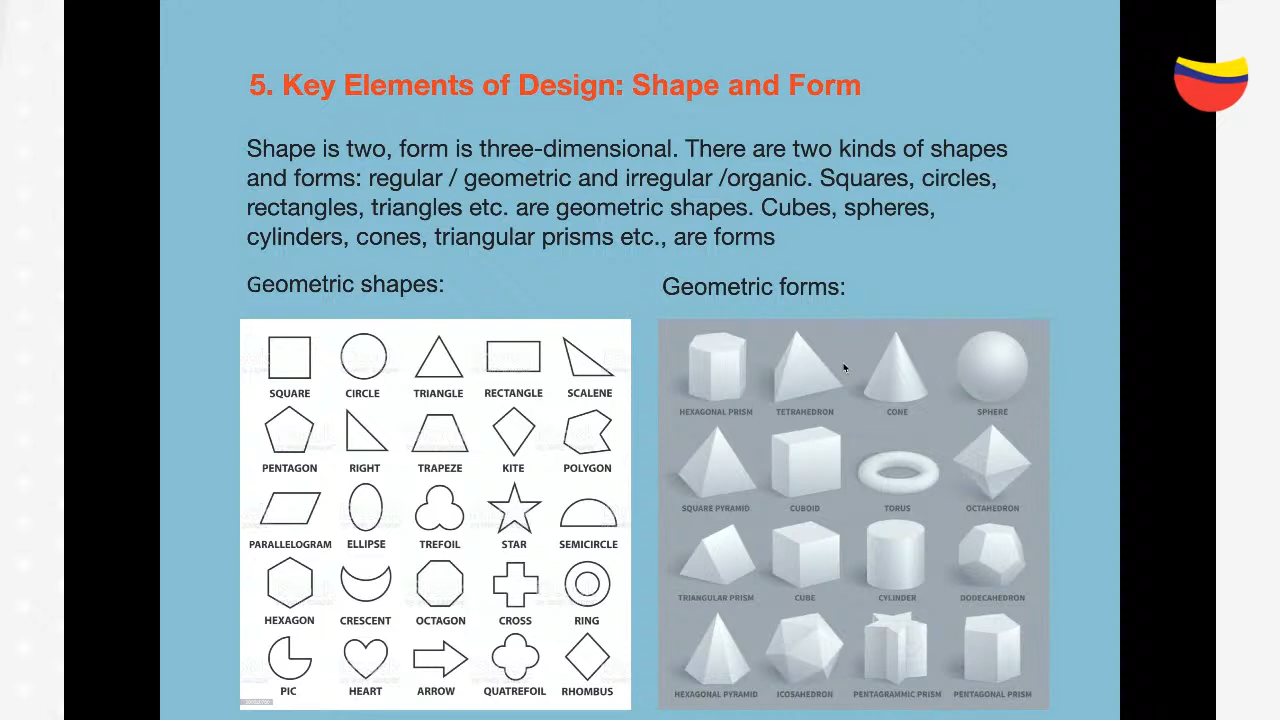 5. Key Elements of Design: Shape and Form
Shape is two, form is three-dimensional. There are two kinds of shapes
and forms: regular / geometric and irregular /organic. Squares, circles,
rectangles, triangles etc. are geometric shapes. Cubes, spheres,
cylinders, cones, triangular prisms etc., are forms
Geometric shapes:
SQUARE CIRCLE TRIANGLE RECTANGLE SCALENE
PENTAGON RIGHT TRAPEZE KITE POLYGON
PARALLELOGRAM ELLIPSE TREFOIL STAR SEMICIRCLE
HEXAGON CRESCENT OCTAGON CROSS RING
PIC HEART ARROW QUATREFOIL RHOMBUS
Geometric forms:
HEXAGONAL PRISM TETRAHEDRON CONE SPHERE
SQUARE PYRAMID CUBOID TORUS OCTAHEDRON
TRIANGULAR PRISM CUBE CYLINDER DODECAHEDRON
HEXAGONAL PYRAMID ICOSAHEDRON PENTAGRAMMIC PRISM PENTAGONAL PRISM